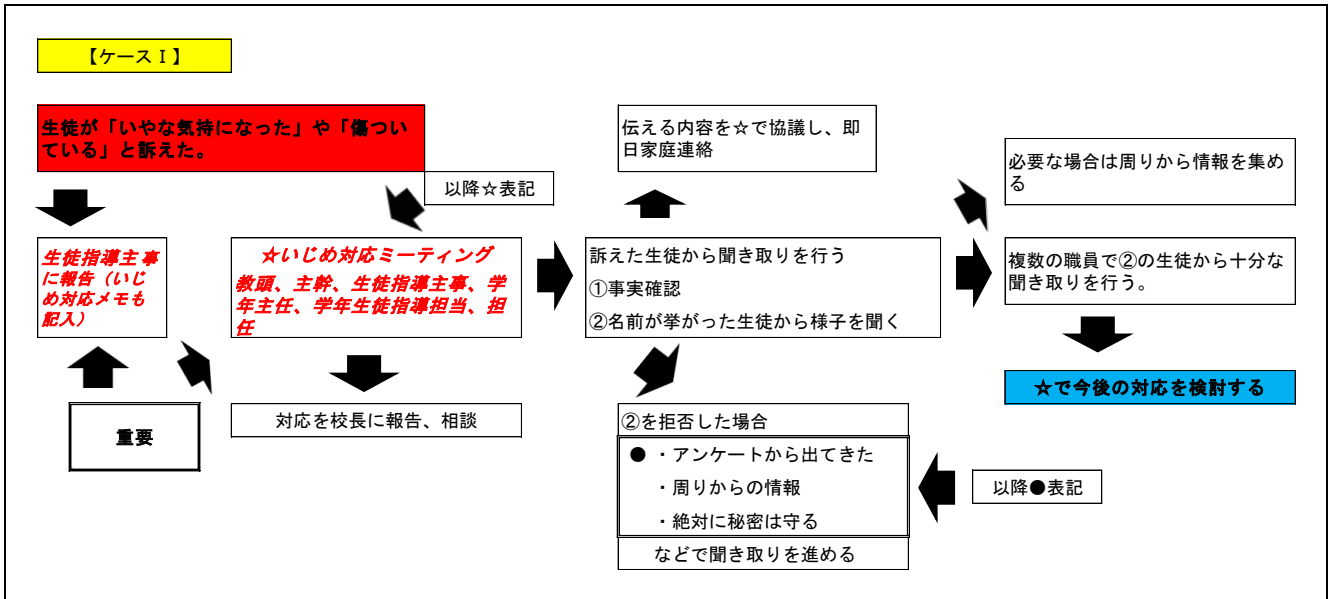 【ケースⅠ】
生徒が「いやな気持になった」や「傷つい
ている」と訴えた。
以降☆表記
伝える内容を☆で協議し、即
日家庭連絡
必要な場合は周りから情報を集め
る
生徒指導主事
に報告（いじ
め対応メモも
記入）
☆いじめ対応ミーティング
教頭、主幹、生徒指導主事、学
年主任、学年生徒指導担当、担
任
訴えた生徒から聞き取りを行う
①事実確認
②名前が挙がった生徒から様子を聞く
複数の職員で②の生徒から十分な
聞き取りを行う。
☆で今後の対応を検討する
重要
対応を校長に報告、相談
②を拒否した場合
● ・アンケートから出てきた
・周りからの情報
・絶対に秘密は守る
などで聞き取りを進める
以降●表記